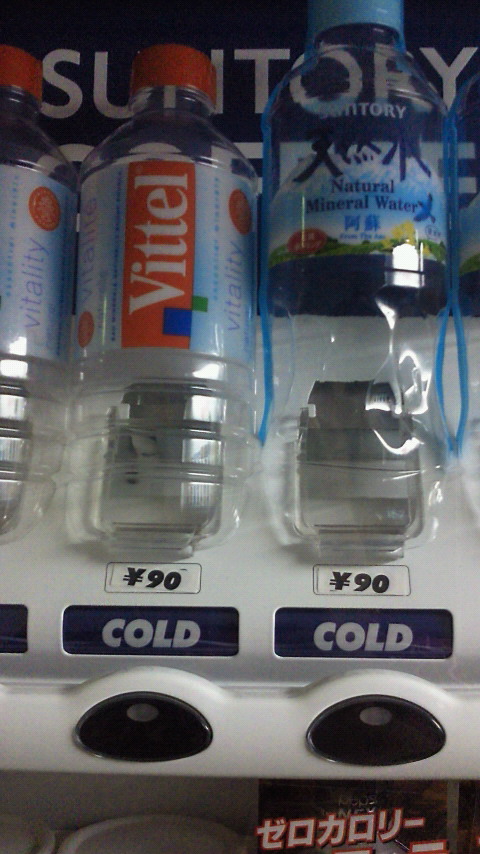 SUNTORY
vitality
Vitalité
Vittel
vitality
SUNTORY
天然水
Natural
Mineral Water
阿蘇
¥90
¥90
COLD
COLD
ゼロカロリー